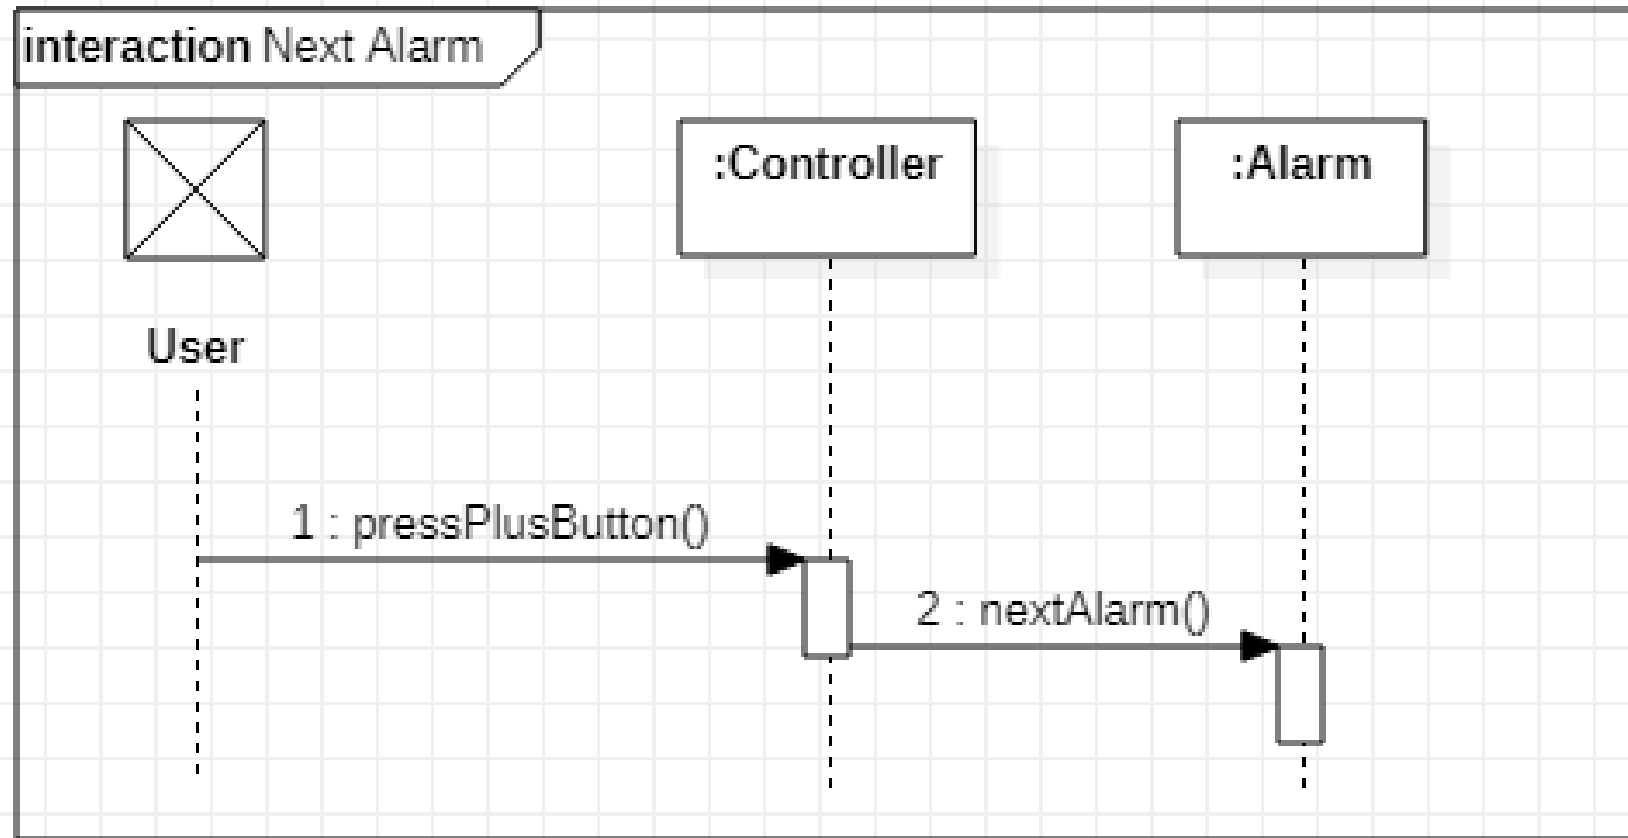 interaction Next Alarm
:Controller
:Alarm
User
1 : pressPlusButton()
2 : nextAlarm()